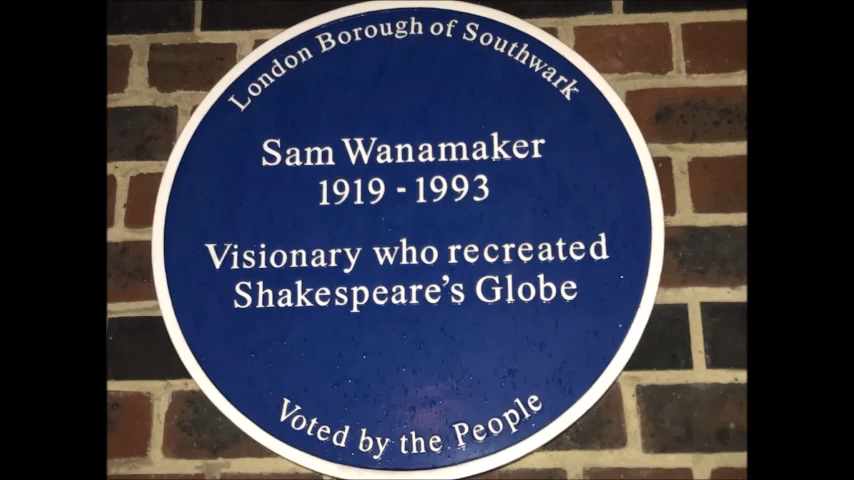 London Borough of Southwark
Sam Wanamaker
1919 - 1993
Visionary who recreated
Shakespeare's Globe
Voted by the People